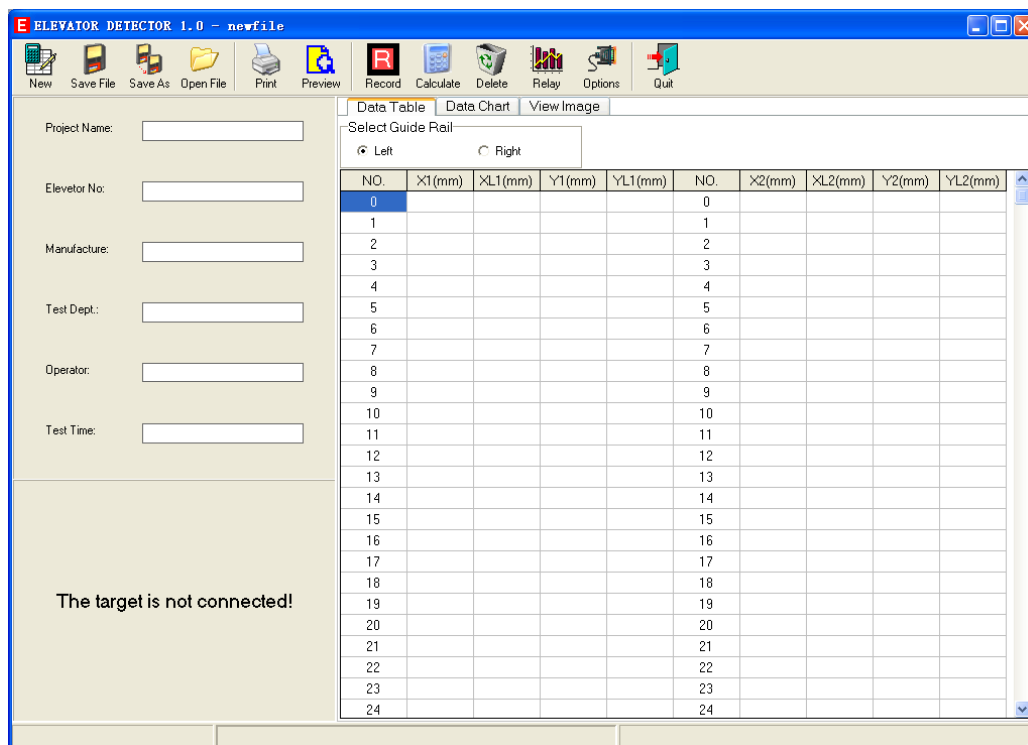 ELEVATOR DETECTOR 1.0 - newfile
New Save File Save As Open File Print Preview Record Calculate Delete Relay Options Quit
Data Table Data Chart View Image
Project Name:
Elevetor No:
Manufacture:
Test Dept.:
Operator:
Test Time:
The target is not connected!
Select Guide Rail
Left Right
NO. X1(mm) XL1(mm) Y1(mm) YL1(mm) NO. X2(mm) XL2(mm) Y2(mm) YL2(mm)
0 0
1 1
2 2
3 3
4 4
5 5
6 6
7 7
8 8
9 9
10 10
11 11
12 12
13 13
14 14
15 15
16 16
17 17
18 18
19 19
20 20
21 21
22 22
23 23
24 24